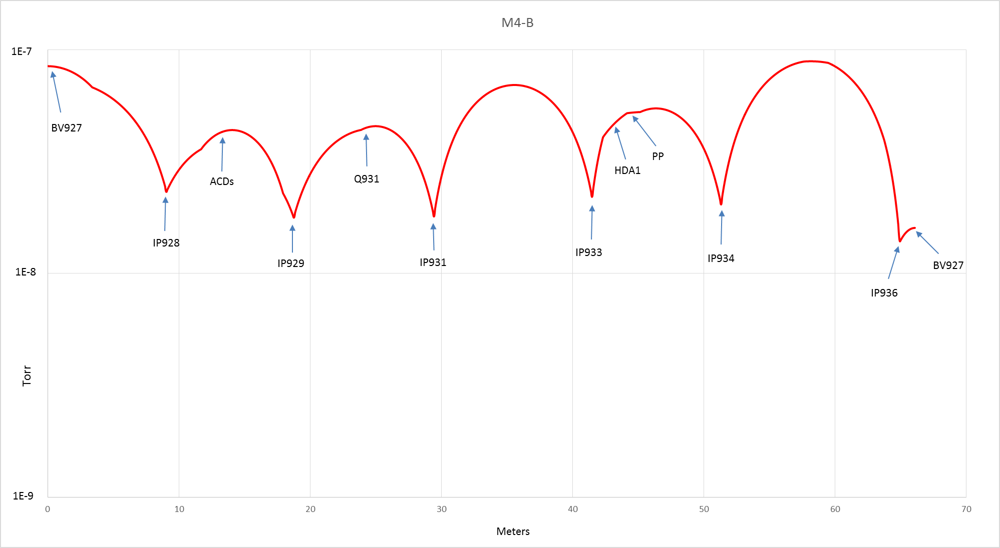 M4-B
1E-7
BV927
ACDs
Q931
HDA1
PP
IP928
IP929
IP931
IP933
IP934
BV927
IP936
1E-8
Torr
1E-9
0 10 20 30 40 50 60 70
Meters